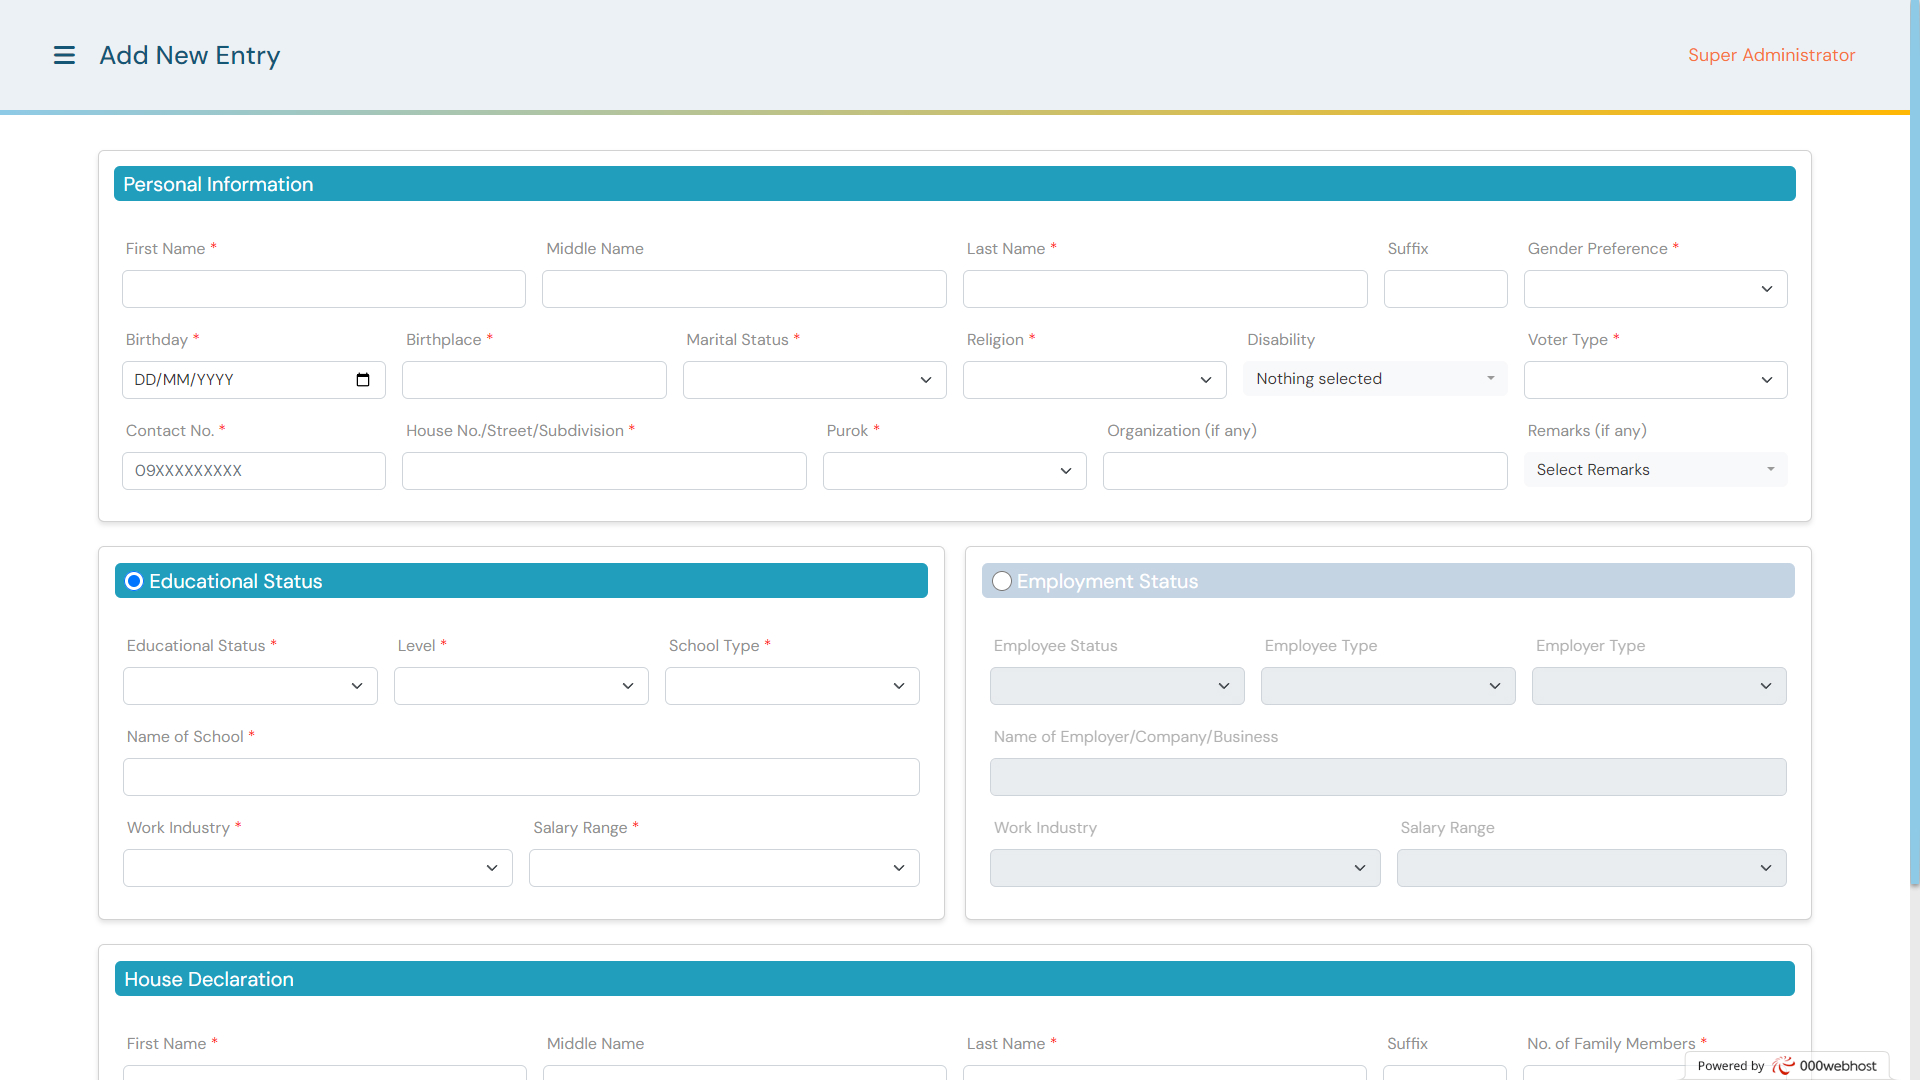 Add New Entry
Super Administrator
Personal Information
First Name * Middle Name Last Name * Suffix Gender Preference *
Birthday * Birthplace * Marital Status * Religion * Disability Voter Type *
DD/MM/YYYY Nothing selected
Contact No. * House No./Street/Subdivision * Purok * Organization (if any) Remarks (if any)
09XXXXXXXXX Select Remarks
Educational Status
Educational Status * Level * School Type *
Name of School *
Work Industry * Salary Range *
Employment Status
Employee Status Employee Type Employer Type
Name of Employer/Company/Business
Work Industry Salary Range
House Declaration
First Name * Middle Name Last Name * Suffix No. of Family Members *
Powered by 000webhost